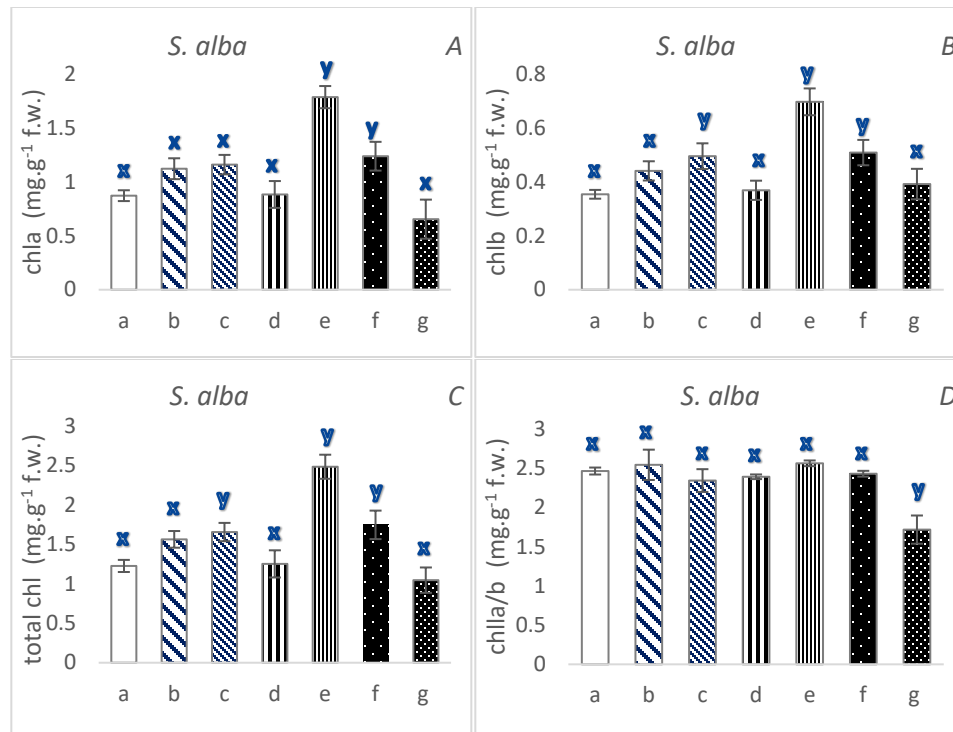 S. alba A
chla (mg.g-1 f.w.)
2
1.5
1
0.5
0
x x x x y y x
a b c d e f g
S. alba B
chlb (mg.g-1 f.w.)
0.8
0.6
0.4
0.2
0
x x y x y y x
a b c d e f g
S. alba C
total chl (mg.g-1 f.w.)
3
2.5
2
1.5
1
0.5
0
x x y x y y x
a b c d e f g
S. alba D
chlla/b (mg.g-1 f.w.)
3
2.5
2
1.5
1
0.5
0
x x x x x x y
a b c d e f g